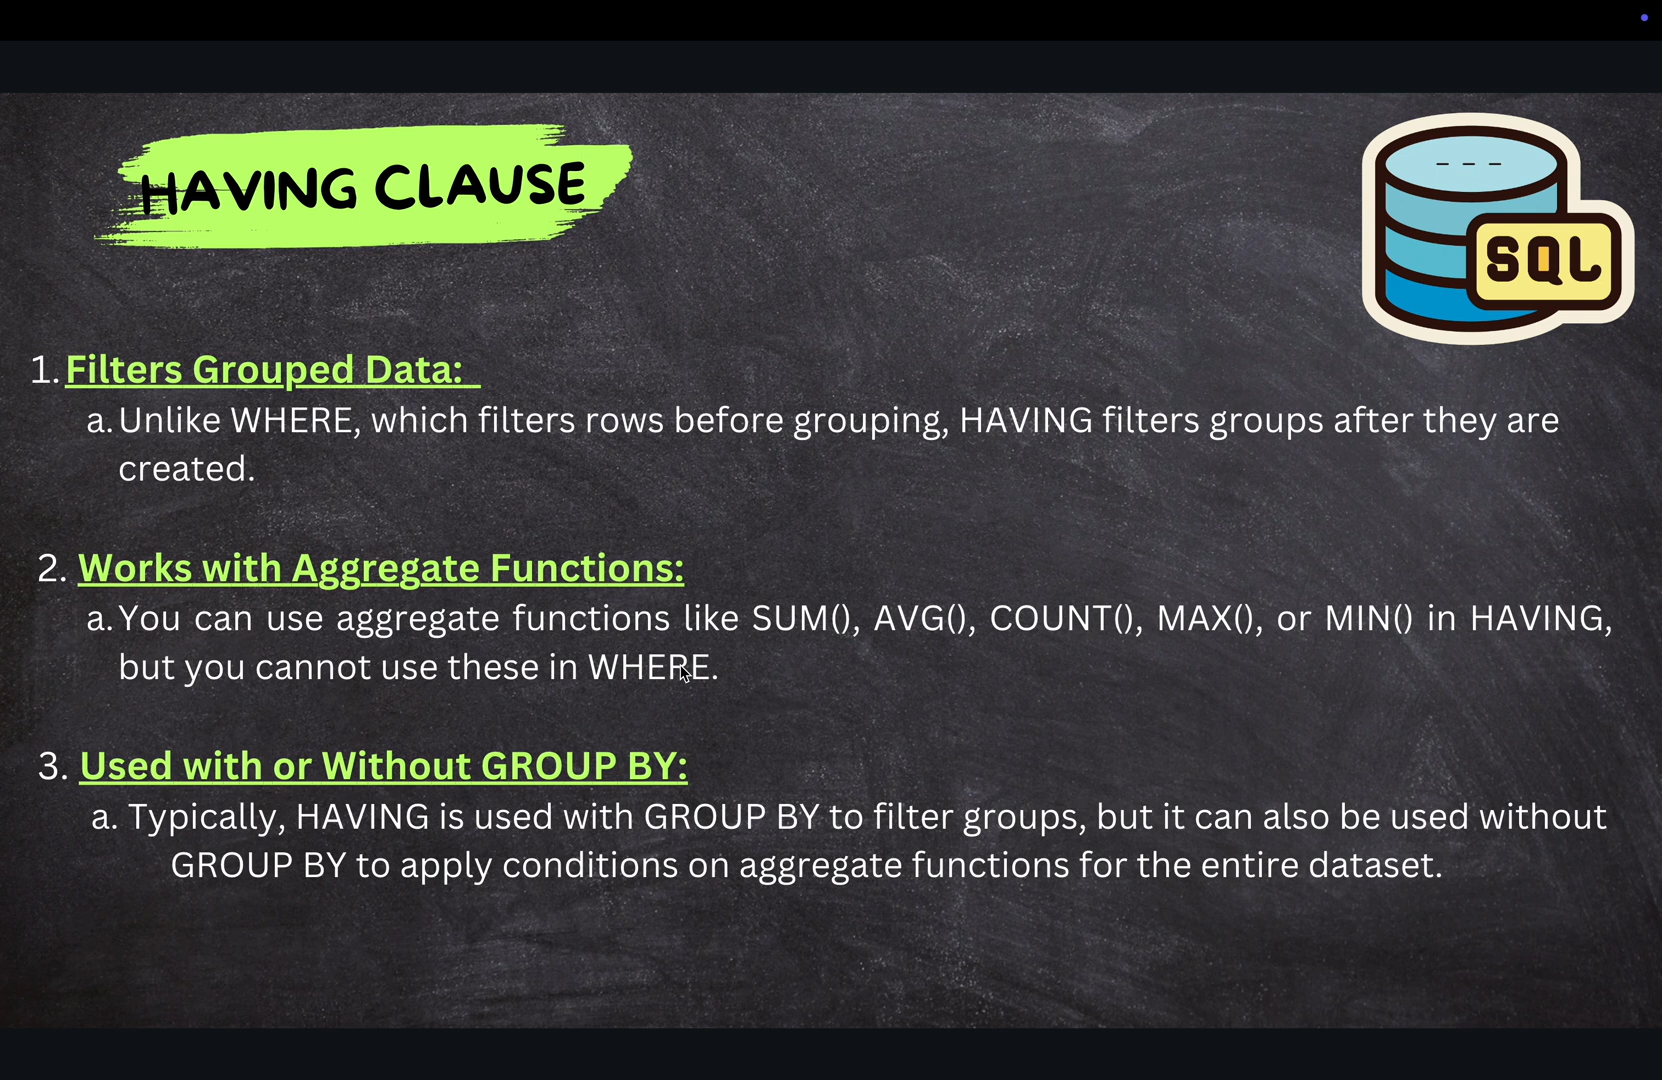 HAVING CLAUSE
SQL
1. Filters Grouped Data:
a. Unlike WHERE, which filters rows before grouping, HAVING filters groups after they are
created.
2. Works with Aggregate Functions:
a. You can use aggregate functions like SUM(), AVG(), COUNT(), MAX(), or MIN() in HAVING,
but you cannot use these in WHERE.
3. Used with or Without GROUP BY:
a. Typically, HAVING is used with GROUP BY to filter groups, but it can also be used without
GROUP BY to apply conditions on aggregate functions for the entire dataset.